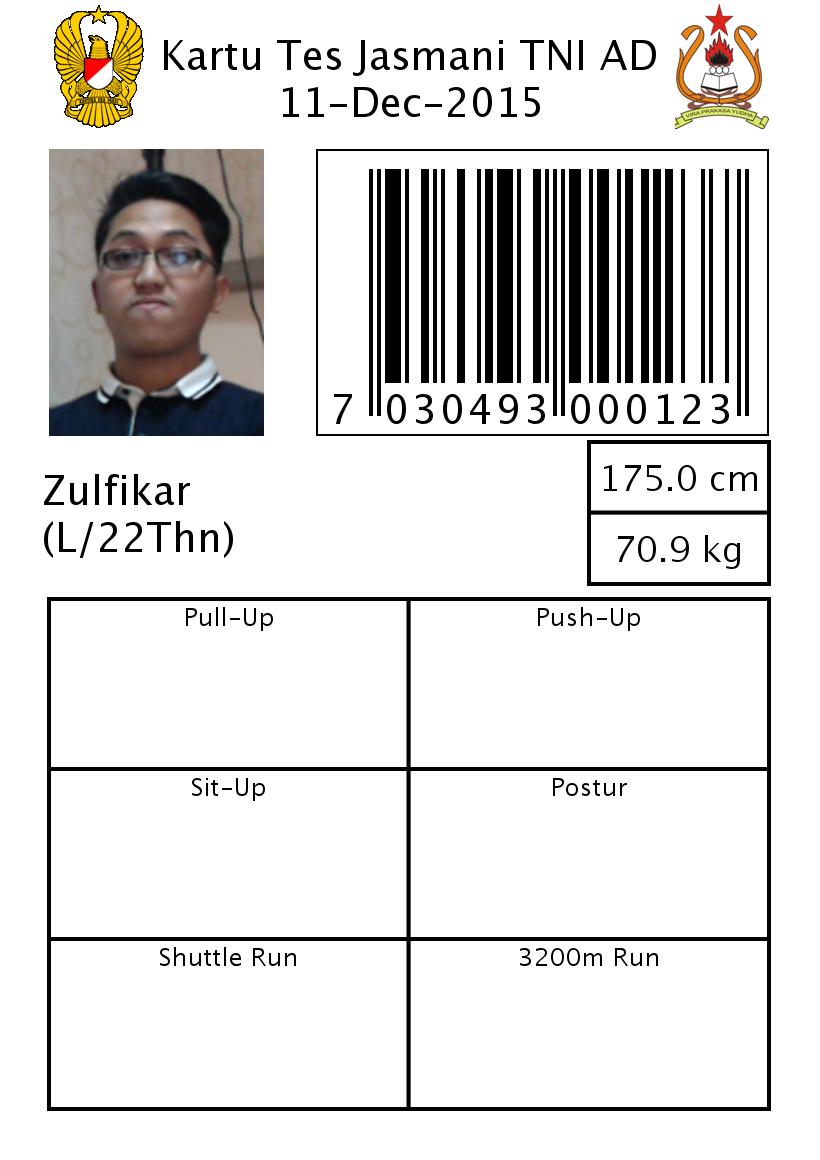 Kartu Tes Jasmani TNI AD
11-Dec-2015
VIRA PRAKASA YUDHA
7 030493 000123
Zulfikar
(L/22Thn)
175.0 cm
70.9 kg
Pull-Up
Push-Up
Sit-Up
Postur
Shuttle Run
3200m Run